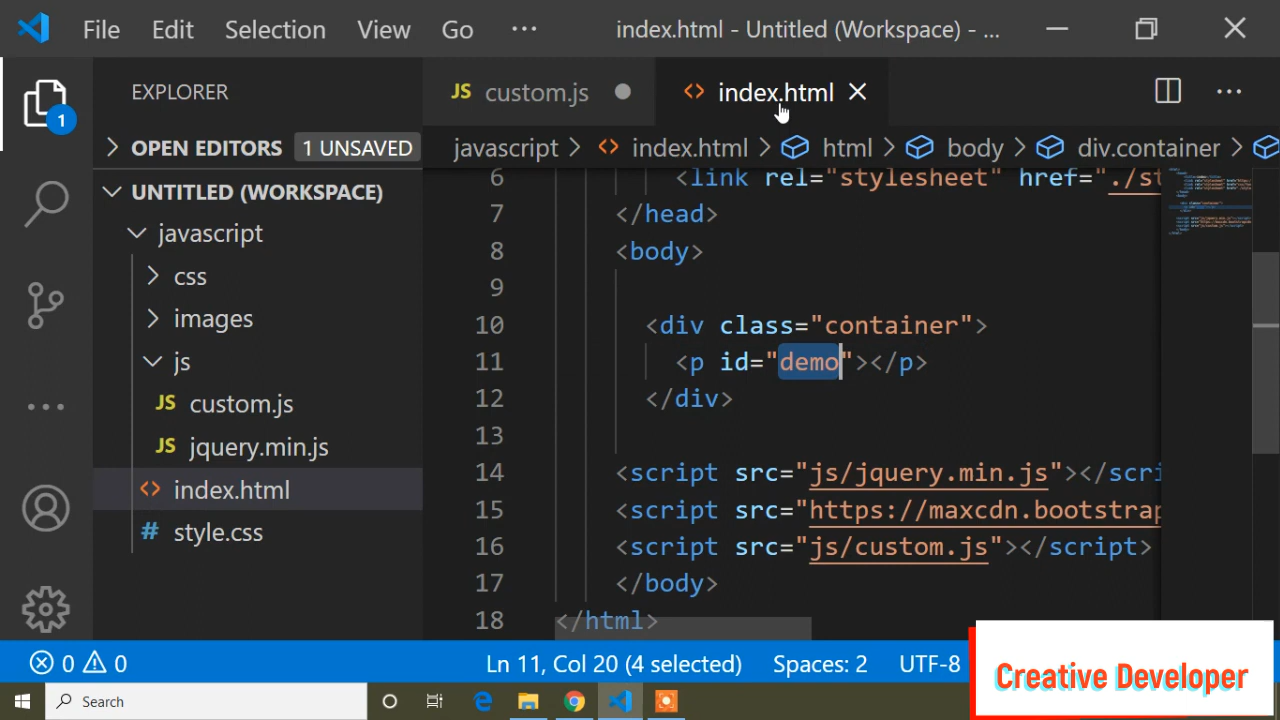 File Edit Selection View Go ··· index.html - Untitled (Workspace) - ...
EXPLORER
JS custom.js
<> index.html
OPEN EDITORS 1 UNSAVED
1
javascript > <> index.html > html > body > div.container >
UNTITLED (WORKSPACE)
javascript
css
images
js
JS custom.js
JS jquery.min.js
<> index.html
# style.css
6 <link rel="stylesheet" href="./st
7 </head>
8 <body>
9
10 <div class="container">
11 <p id="demo"></p>
12 </div>
13
14 <script src="js/jquery.min.js"></scri
15 <script src="https://maxcdn.bootstrap
16 <script src="js/custom.js"></script>
17 </body>
18 </html>
0 0 Ln 11, Col 20 (4 selected) Spaces: 2 UTF-8
Creative Developer
Search